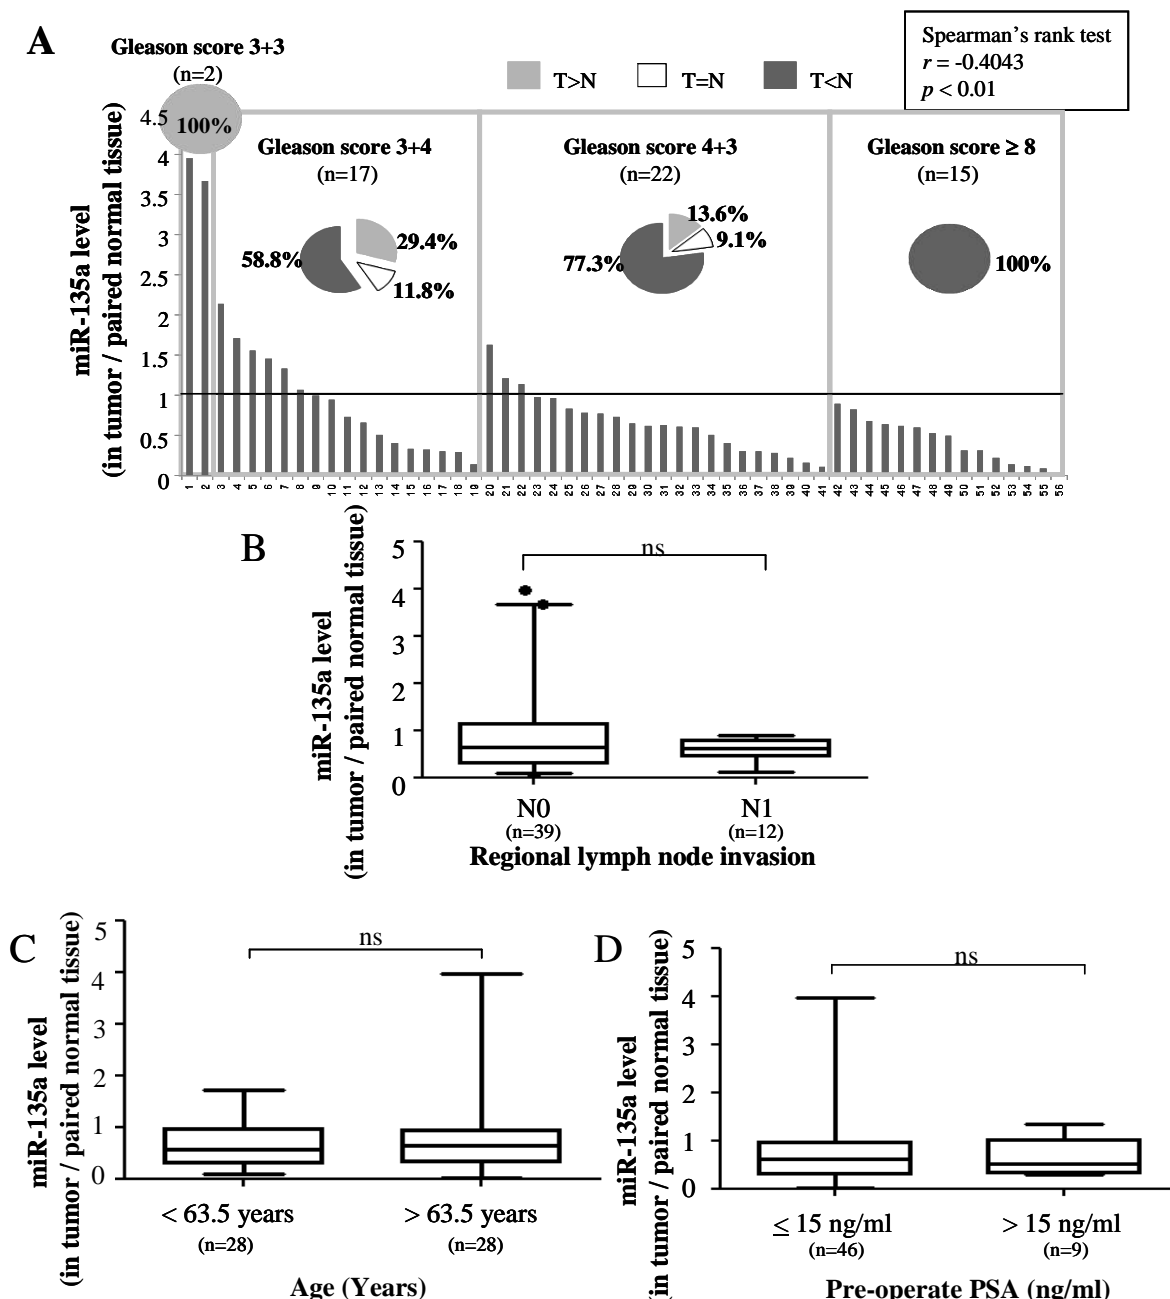 A
Gleason score 3+3
(n=2)
T>N
T=N
T<N
Spearman's rank test
r = -0.4043
p < 0.01
miR-135a level
(in tumor / paired normal tissue)
4.5
4
3.5
3
2.5
2
1.5
1
0.5
0
100%
Gleason score 3+4
(n=17)
58.8%
29.4%
11.8%
Gleason score 4+3
(n=22)
13.6%
9.1%
77.3%
Gleason score ≥ 8
(n=15)
100%
1 2 3 4 5 6 7 8 9 10 11 12 13 14 15 16 17 18 19 20 21 22 23 24 25 26 27 28 29 30 31 32 33 34 35 36 37 38 39 40 41 42 43 44 45 46 47 48 49 50 51 52 53 54 55 56
B
miR-135a level
(in tumor / paired normal tissue)
5
4
3
2
1
0
ns
N0
(n=39)
N1
(n=12)
Regional lymph node invasion
C
miR-135a level
(in tumor / paired normal tissue)
5
4
3
2
1
0
ns
< 63.5 years
(n=28)
> 63.5 years
(n=28)
Age (Years)
D
miR-135a level
(in tumor / paired normal tissue)
5
4
3
2
1
0
ns
≤ 15 ng/ml
(n=46)
> 15 ng/ml
(n=9)
Pre-operate PSA (ng/ml)